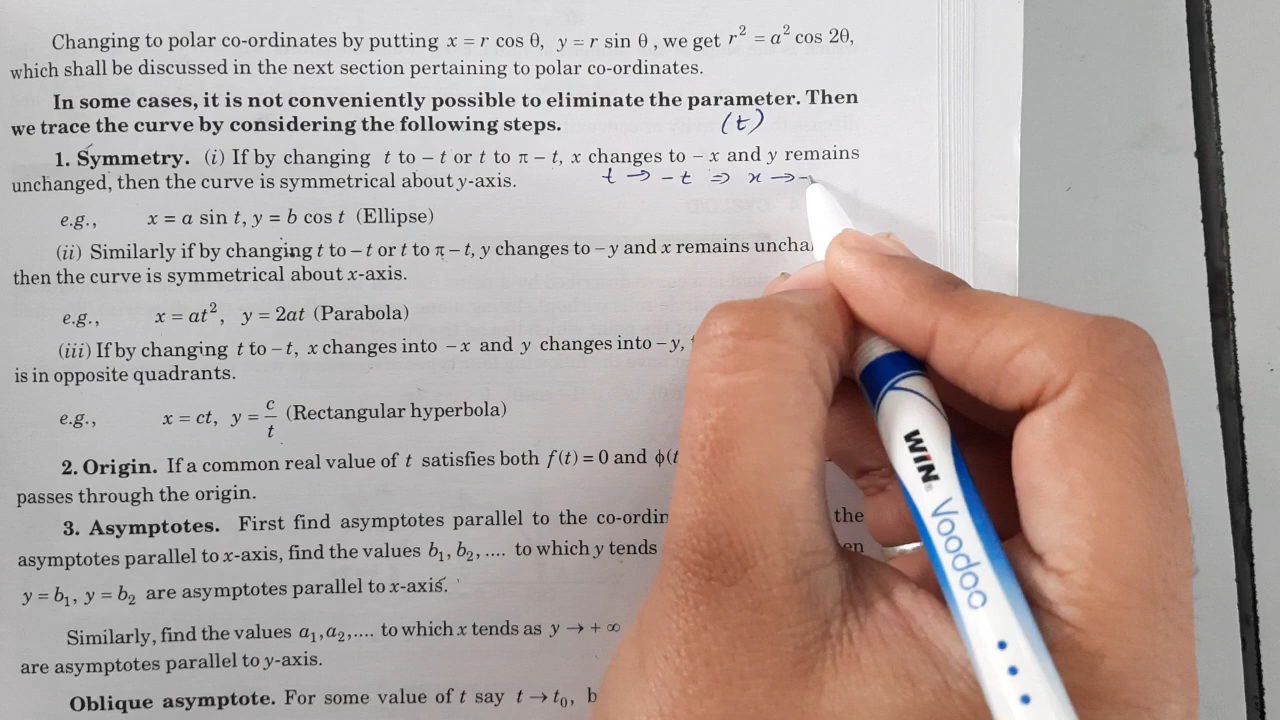 Changing to polar co-ordinates by putting x = r cos θ, y = r sin θ , we get r² = a² cos 2θ,
which shall be discussed in the next section pertaining to polar co-ordinates.
In some cases, it is not conveniently possible to eliminate the parameter. Then
we trace the curve by considering the following steps. (t)
1. Symmetry. (i) If by changing t to – t or t to π – t, x changes to – x and y remains
unchanged, then the curve is symmetrical about y-axis. t → – t ⇒ x → –
e.g., x = a sin t, y = b cos t (Ellipse)
(ii) Similarly if by changing t to – t or t to π – t, y changes to – y and x remains
then the curve is symmetrical about x-axis.
e.g., x = at², y = 2at (Parabola)
(iii) If by changing t to – t, x changes into – x and y changes into – y,
is in opposite quadrants.
e.g., x = ct, y = c/t (Rectangular hyperbola)
2. Origin. If a common real value of t satisfies both f(t) = 0 and ϕ(t
passes through the origin.
3. Asymptotes. First find asymptotes parallel to the the
asymptotes parallel to x-axis, find the values b₁, b₂, .... to which y tends
y = b₁, y = b₂ are asymptotes parallel to x-axis.
Similarly, find the values a₁, a₂,.... to which x tends as y → + ∞
are asymptotes parallel to y-axis.
Oblique asymptote. For some value of t say t → t₀,
WIN Voodoo